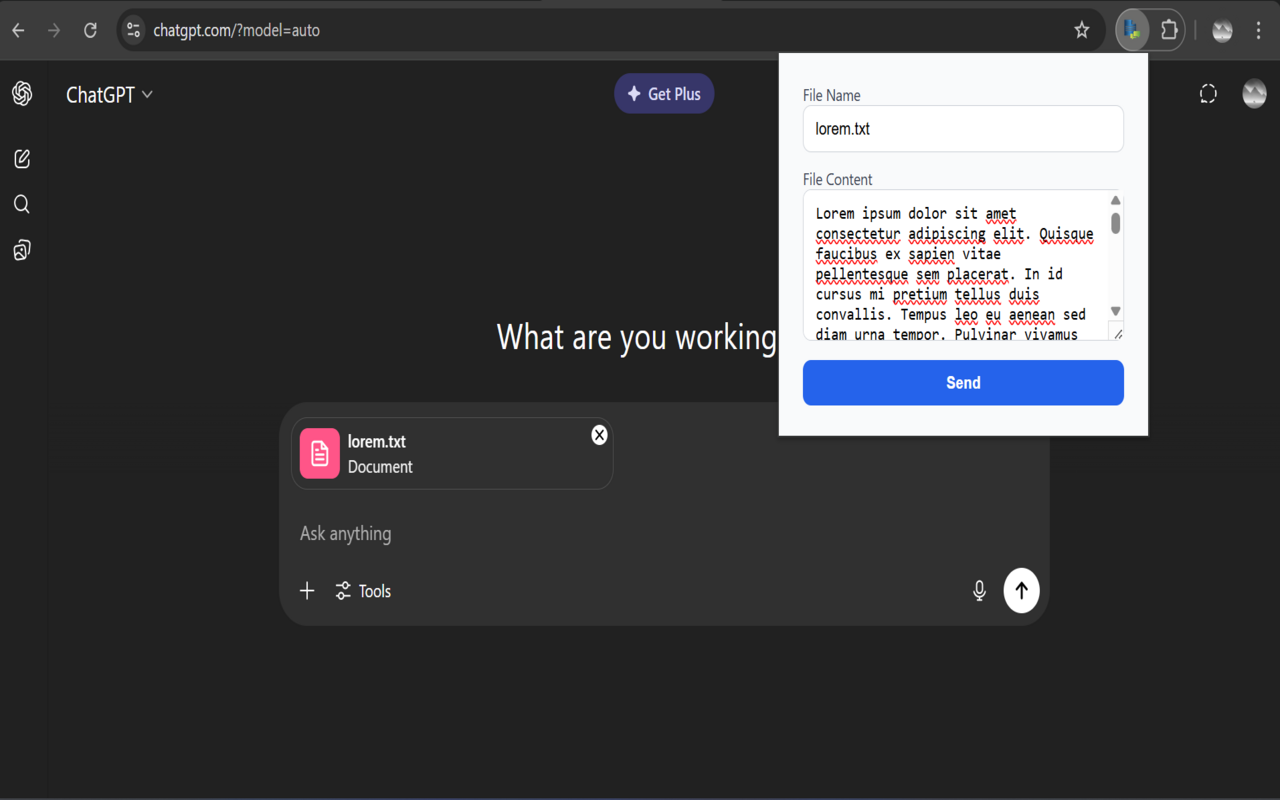 chatgpt.com/?model=auto
ChatGPT
Get Plus
File Name
lorem.txt
File Content
Lorem ipsum dolor sit amet
consectetur adipiscing elit. Quisque
faucibus ex sapien vitae
pellentesque sem placerat. In id
cursus mi pretium tellus duis
convallis. Tempus leo eu aenean sed
diam urna tempor. Pulvinar vivamus
Send
What are you working
lorem.txt
Document
Ask anything
Tools